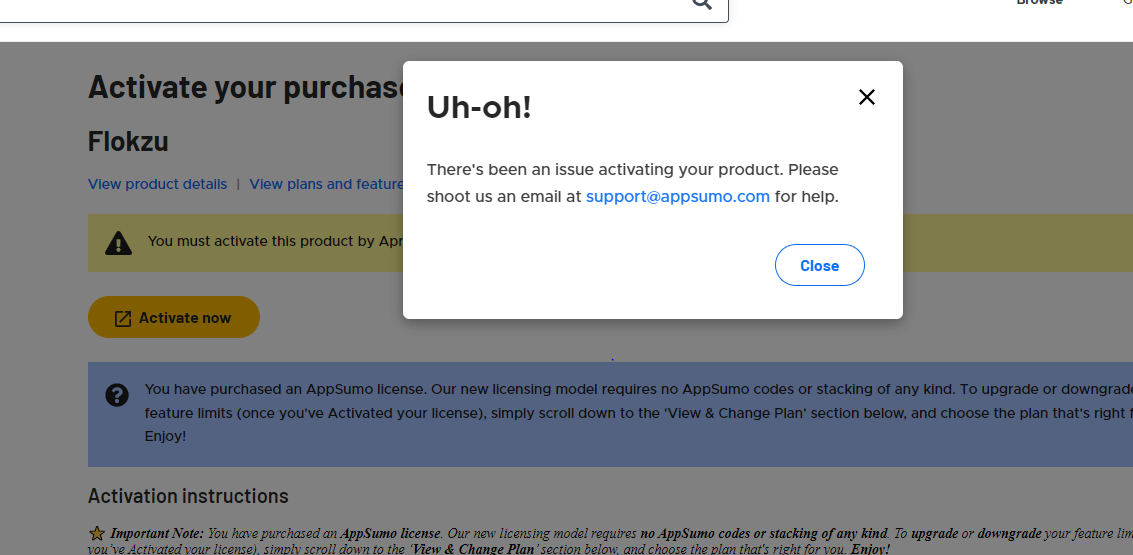 Browse
Activate your purchase
Uh-oh!
Flokzu
There's been an issue activating your product. Please
shoot us an email at support@appsumo.com for help.
View product details | View plans and feature
You must activate this product by Apr
Close
Activate now
You have purchased an AppSumo license. Our new licensing model requires no AppSumo codes or stacking of any kind. To upgrade or downgrade
feature limits (once you've Activated your license), simply scroll down to the 'View & Change Plan' section below, and choose the plan that's right f
Enjoy!
Activation instructions
Important Note: You have purchased an AppSumo license. Our new licensing model requires no AppSumo codes or stacking of any kind. To upgrade or downgrade your feature lim
you've Activated your license), simply scroll down to the 'View & Change Plan' section below, and choose the plan that's right for you. Enjoy!